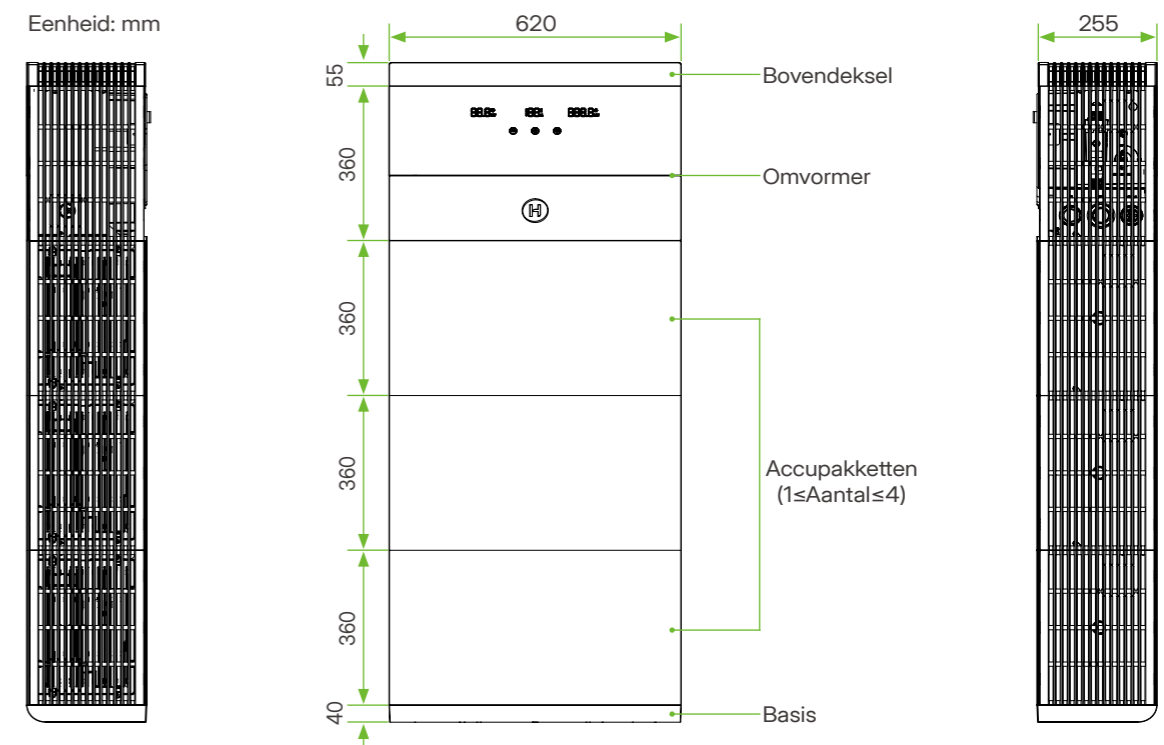 Eenheid: mm
620
255
55
Bovendeksel
360
Omvormer
H
360
360
Accupakketten
(1≤Aantal≤4)
360
40
Basis